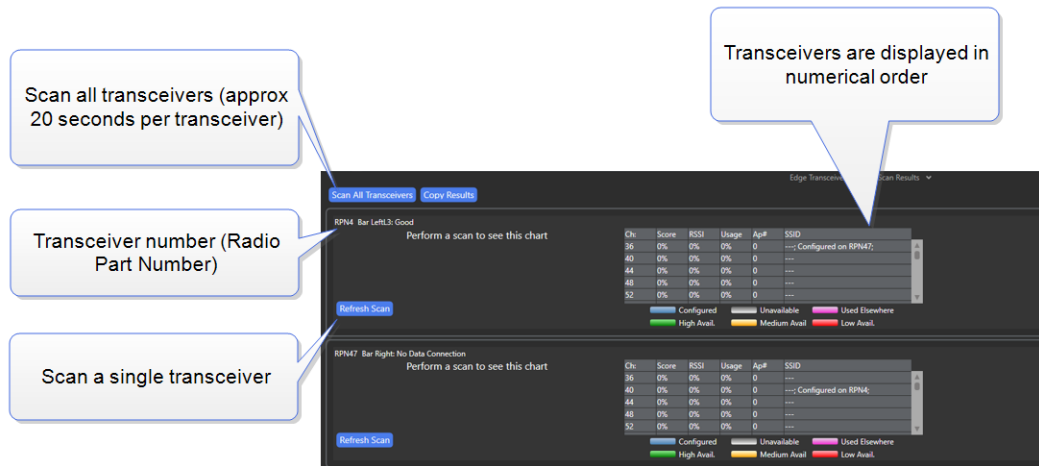 Scan all transceivers (approx
20 seconds per transceiver)
Transceivers are displayed in
numerical order
Edge Transceive
Scan Results
Scan All Transceivers Copy Results
Transceiver number (Radio
Part Number)
RPN4 Bar LeftL3: Good
Perform a scan to see this chart
Ch: Score RSSI Usage Ap# SSID
36 0% 0% 0% 0 ---; Configured on RPN47;
40 0% 0% 0% 0 ---
44 0% 0% 0% 0 ---
48 0% 0% 0% 0 ---
52 0% 0% 0% 0 ---
Refresh Scan
Configured Unavailable Used Elsewhere
High Avail. Medium Avail Low Avail.
Scan a single transceiver
RPN47 Bar Right: No Data Connection
Perform a scan to see this chart
Ch: Score RSSI Usage Ap# SSID
36 0% 0% 0% 0 ---
40 0% 0% 0% 0 ---; Configured on RPN4;
44 0% 0% 0% 0 ---
48 0% 0% 0% 0 ---
52 0% 0% 0% 0 ---
Refresh Scan
Configured Unavailable Used Elsewhere
High Avail. Medium Avail Low Avail.